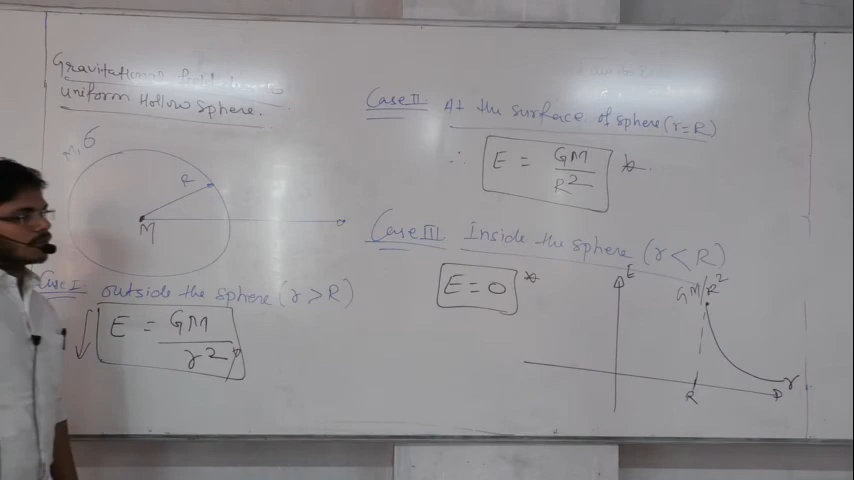 Gravitational field due to
uniform Hollow sphere.
M, σ
R
M
Case I: outside the sphere (r > R)
E = GM / r²
Case II At the surface of sphere (r = R)
∴ E = GM / R²
Case III Inside the sphere (r < R)
E = 0
E
GM/R²
R
r